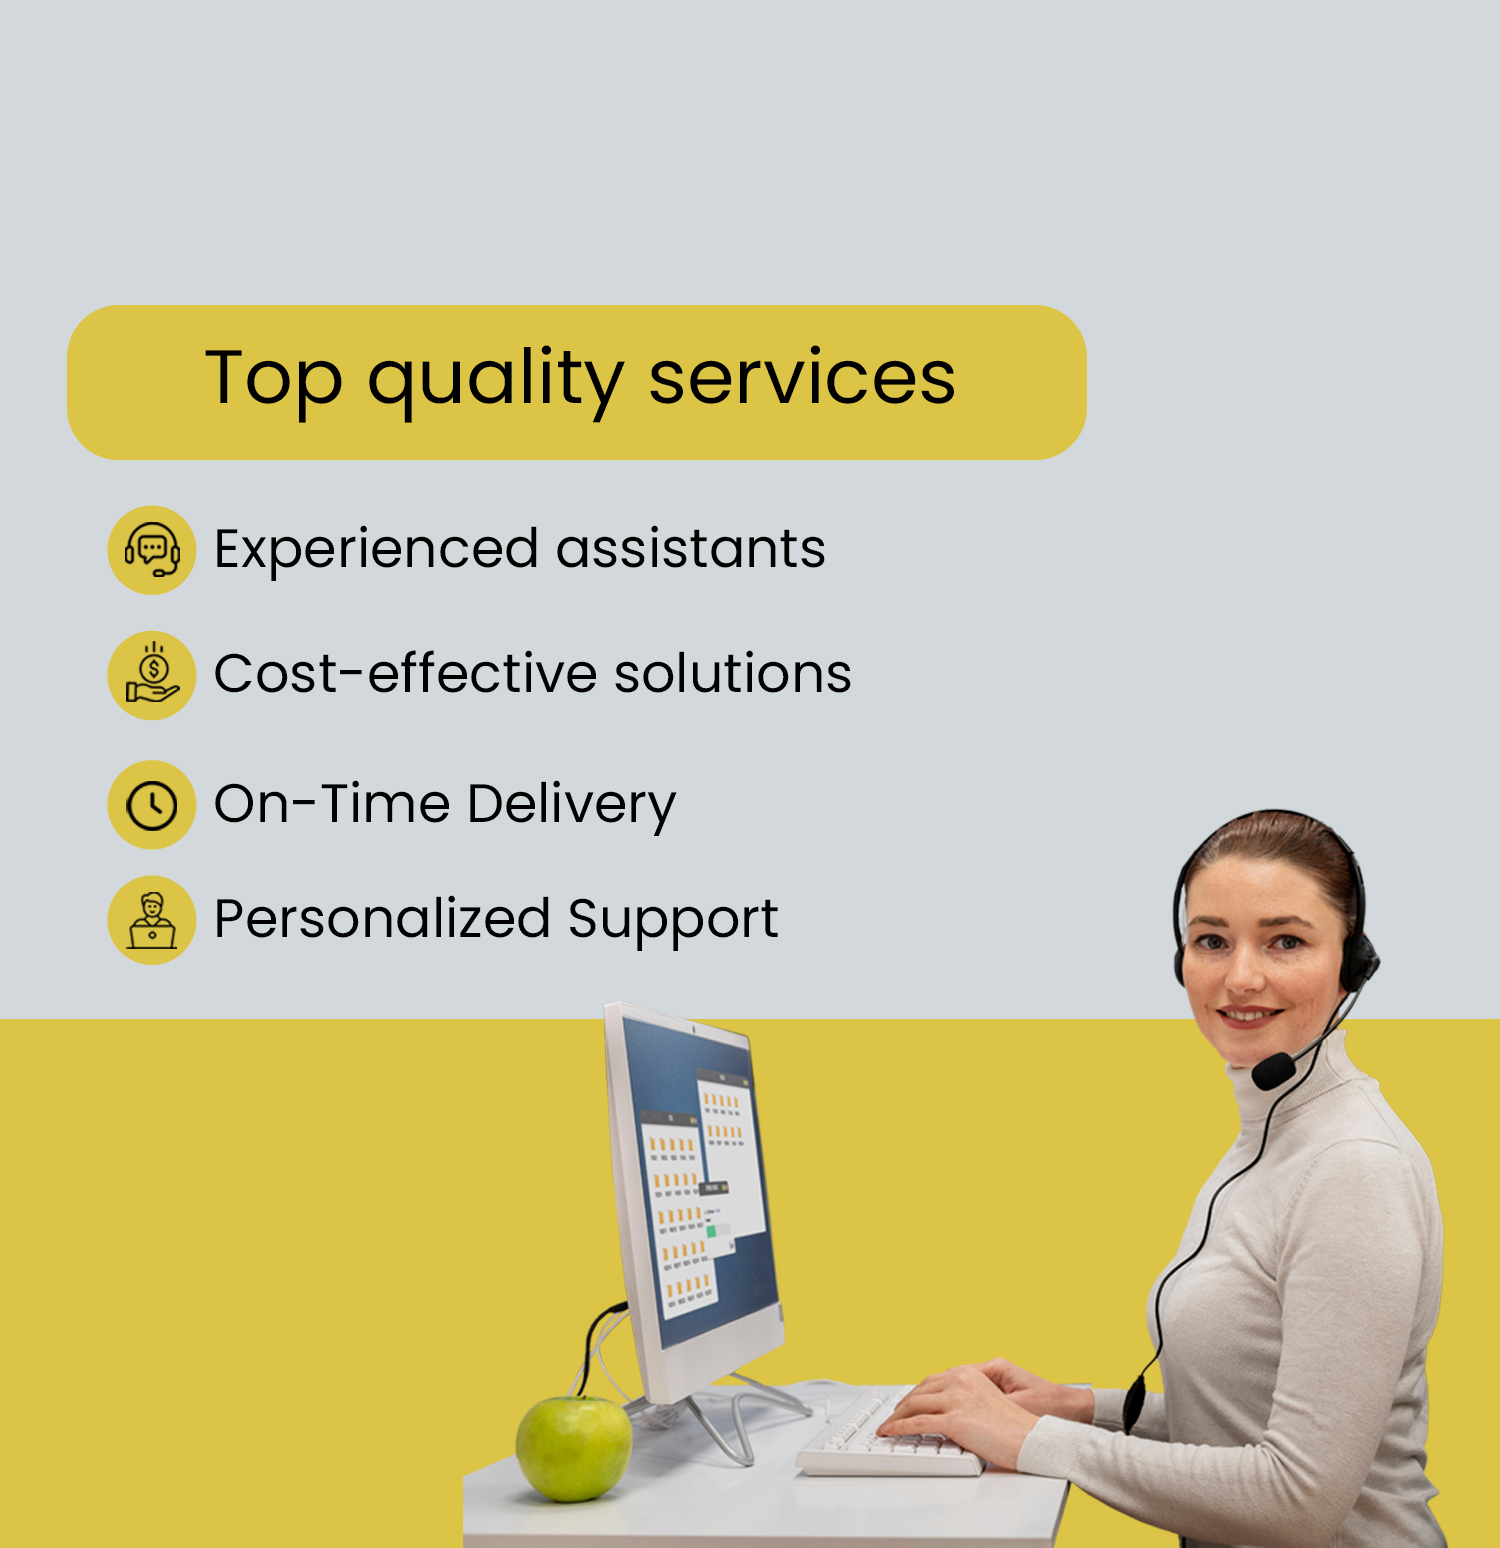 Top quality services
Experienced assistants
Cost-effective solutions
On-Time Delivery
Personalized Support